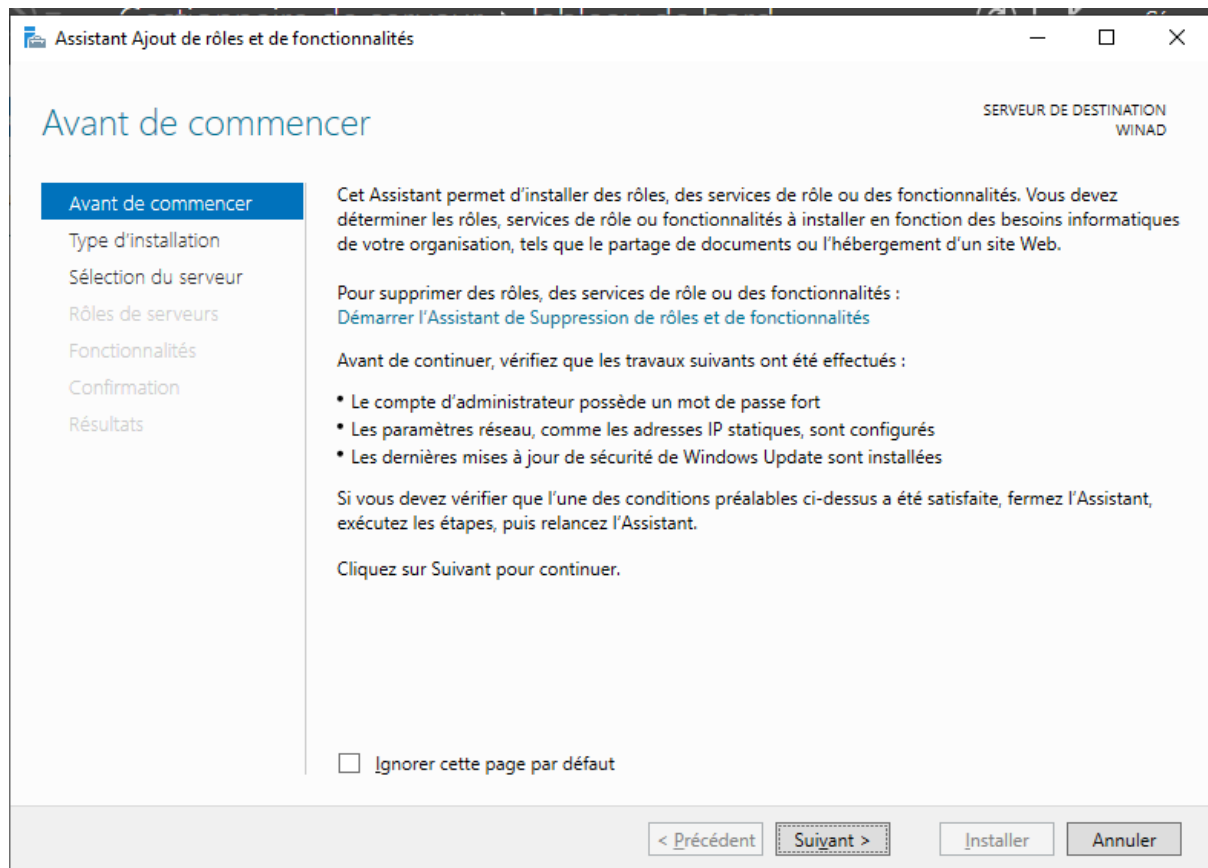 Assistant Ajout de rôles et de fonctionnalités
Avant de commencer
SERVEUR DE DESTINATION
WINAD
Avant de commencer
Type d'installation
Sélection du serveur
Rôles de serveurs
Fonctionnalités
Confirmation
Résultats
Cet Assistant permet d'installer des rôles, des services de rôle ou des fonctionnalités. Vous devez
déterminer les rôles, services de rôle ou fonctionnalités à installer en fonction des besoins informatiques
de votre organisation, tels que le partage de documents ou l'hébergement d'un site Web.
Pour supprimer des rôles, des services de rôle ou des fonctionnalités :
Démarrer l'Assistant de Suppression de rôles et de fonctionnalités
Avant de continuer, vérifiez que les travaux suivants ont été effectués :
• Le compte d'administrateur possède un mot de passe fort
• Les paramètres réseau, comme les adresses IP statiques, sont configurés
• Les dernières mises à jour de sécurité de Windows Update sont installées
Si vous devez vérifier que l'une des conditions préalables ci-dessus a été satisfaite, fermez l'Assistant,
exécutez les étapes, puis relancez l'Assistant.
Cliquez sur Suivant pour continuer.
Ignorer cette page par défaut
< Précédent
Suivant >
Installer
Annuler